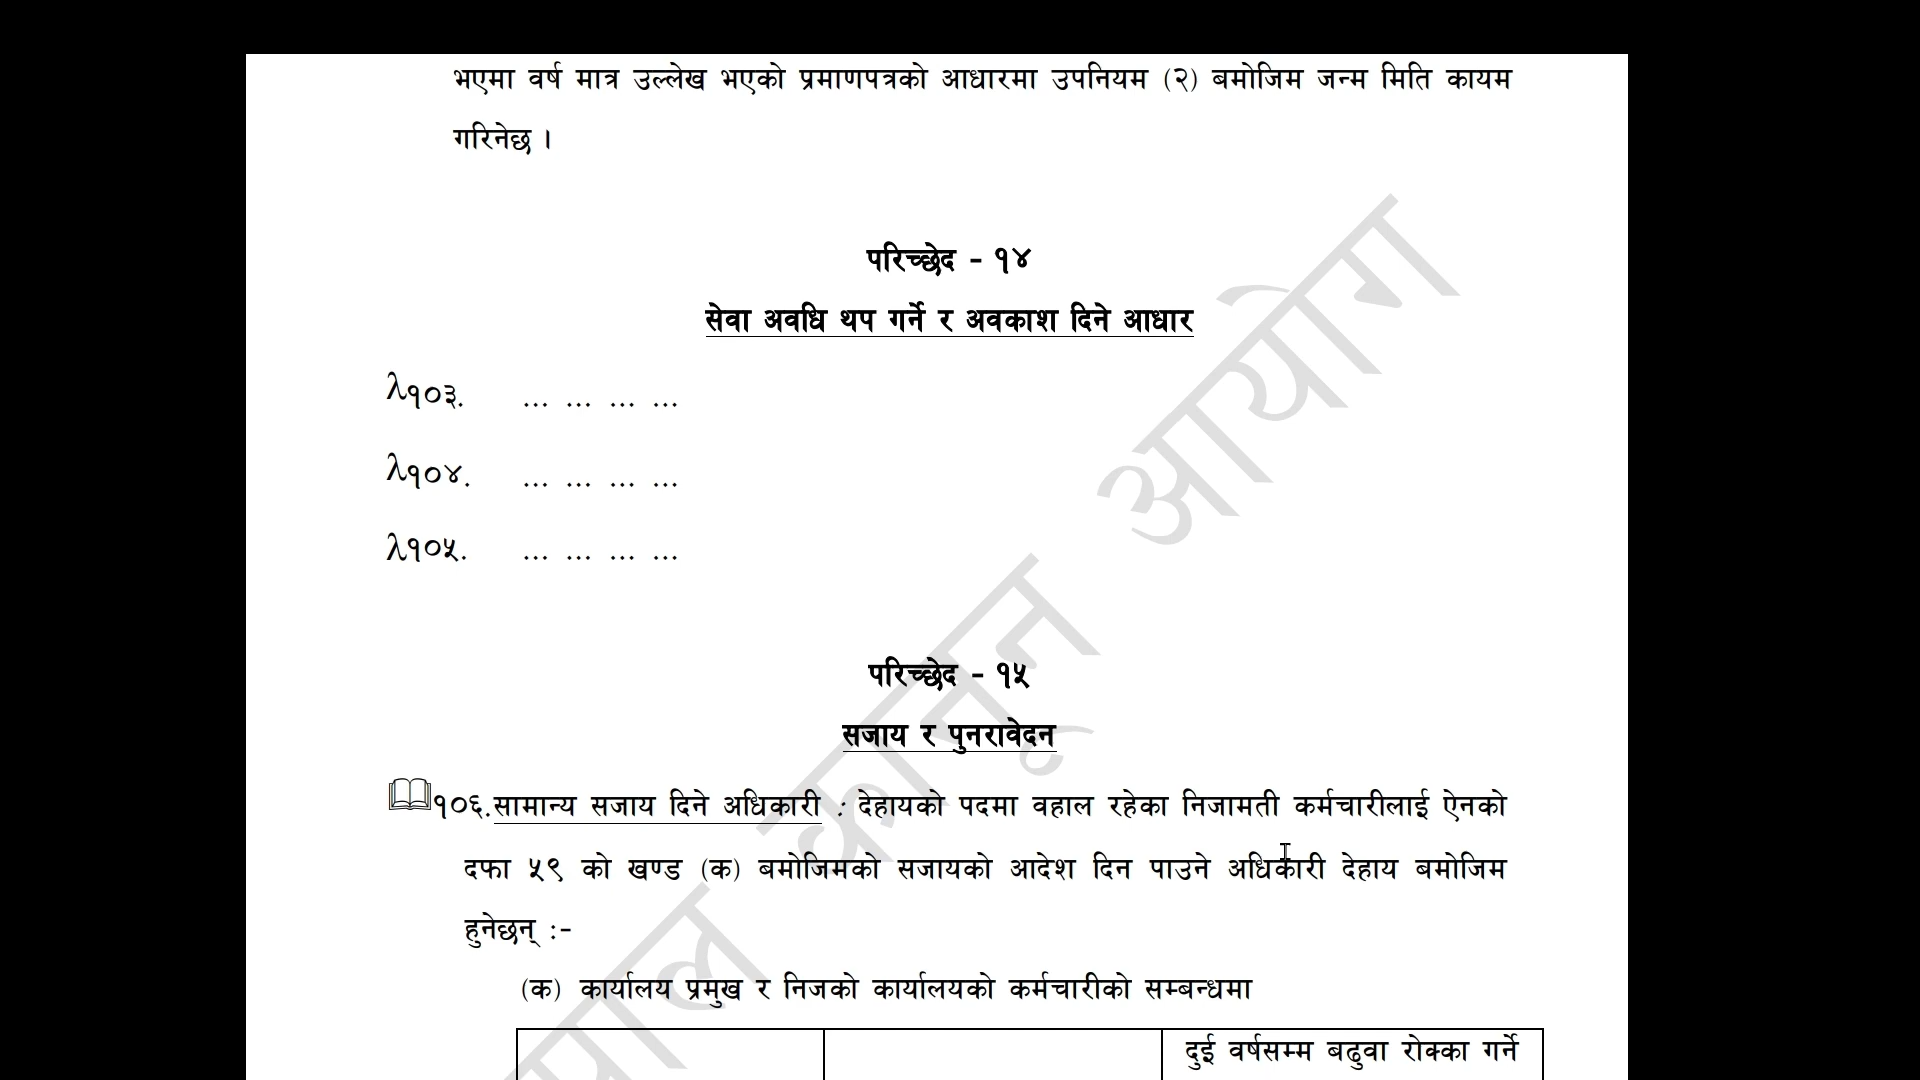 भएमा वर्ष मात्र उल्लेख भएको प्रमाणपत्रको आधारमा उपनियम (२) बमोजिम जन्म मिति कायम
गरिनेछ ।
परिच्छेद - १४
सेवा अवधि थप गर्ने र अवकाश दिने आधार
λ१०३. ... ... ... ...
λ१०४. ... ... ... ...
λ१०५. ... ... ... ...
परिच्छेद - १५
सजाय र पुनरावेदन
🕮१०६.सामान्य सजाय दिने अधिकारी : देहायको पदमा वहाल रहेका निजामती कर्मचारीलाई ऐनको
दफा ५९ को खण्ड (क) बमोजिमको सजायको आदेश दिन पाउने अधिकारी देहाय बमोजिम
हुनेछन् :-
(क) कार्यालय प्रमुख र निजको कार्यालयको कर्मचारीको सम्बन्धमा
दुई वर्षसम्म बढुवा रोक्का गर्ने
कानून आयोग